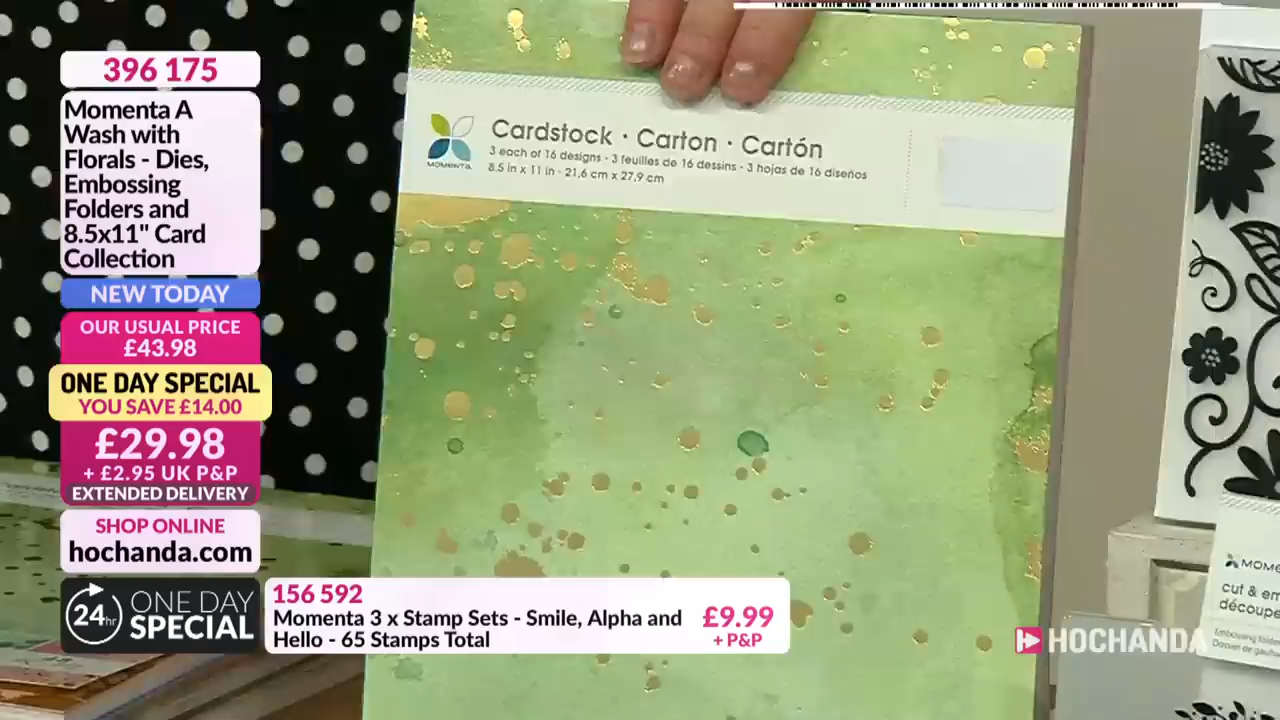 396 175
Momenta A
Wash with
Florals - Dies,
Embossing
Folders and
8.5x11" Card
Collection
NEW TODAY
OUR USUAL PRICE
£43.98
ONE DAY SPECIAL
YOU SAVE £14.00
£29.98
+ £2.95 UK P&P
EXTENDED DELIVERY
SHOP ONLINE
hochanda.com
24hr
ONE DAY
SPECIAL
156 592
Momenta 3 x Stamp Sets - Smile, Alpha and
Hello - 65 Stamps Total
£9.99
+ P&P
MOMENTA
Cardstock · Carton · Cartón
3 each of 16 designs - 3 feuilles de 16 dessins - 3 hojas de 16 diseños
8.5 in x 11 in - 21,6 cm x 27,9 cm
HOCHANDA
MOME
cut & em
découpe